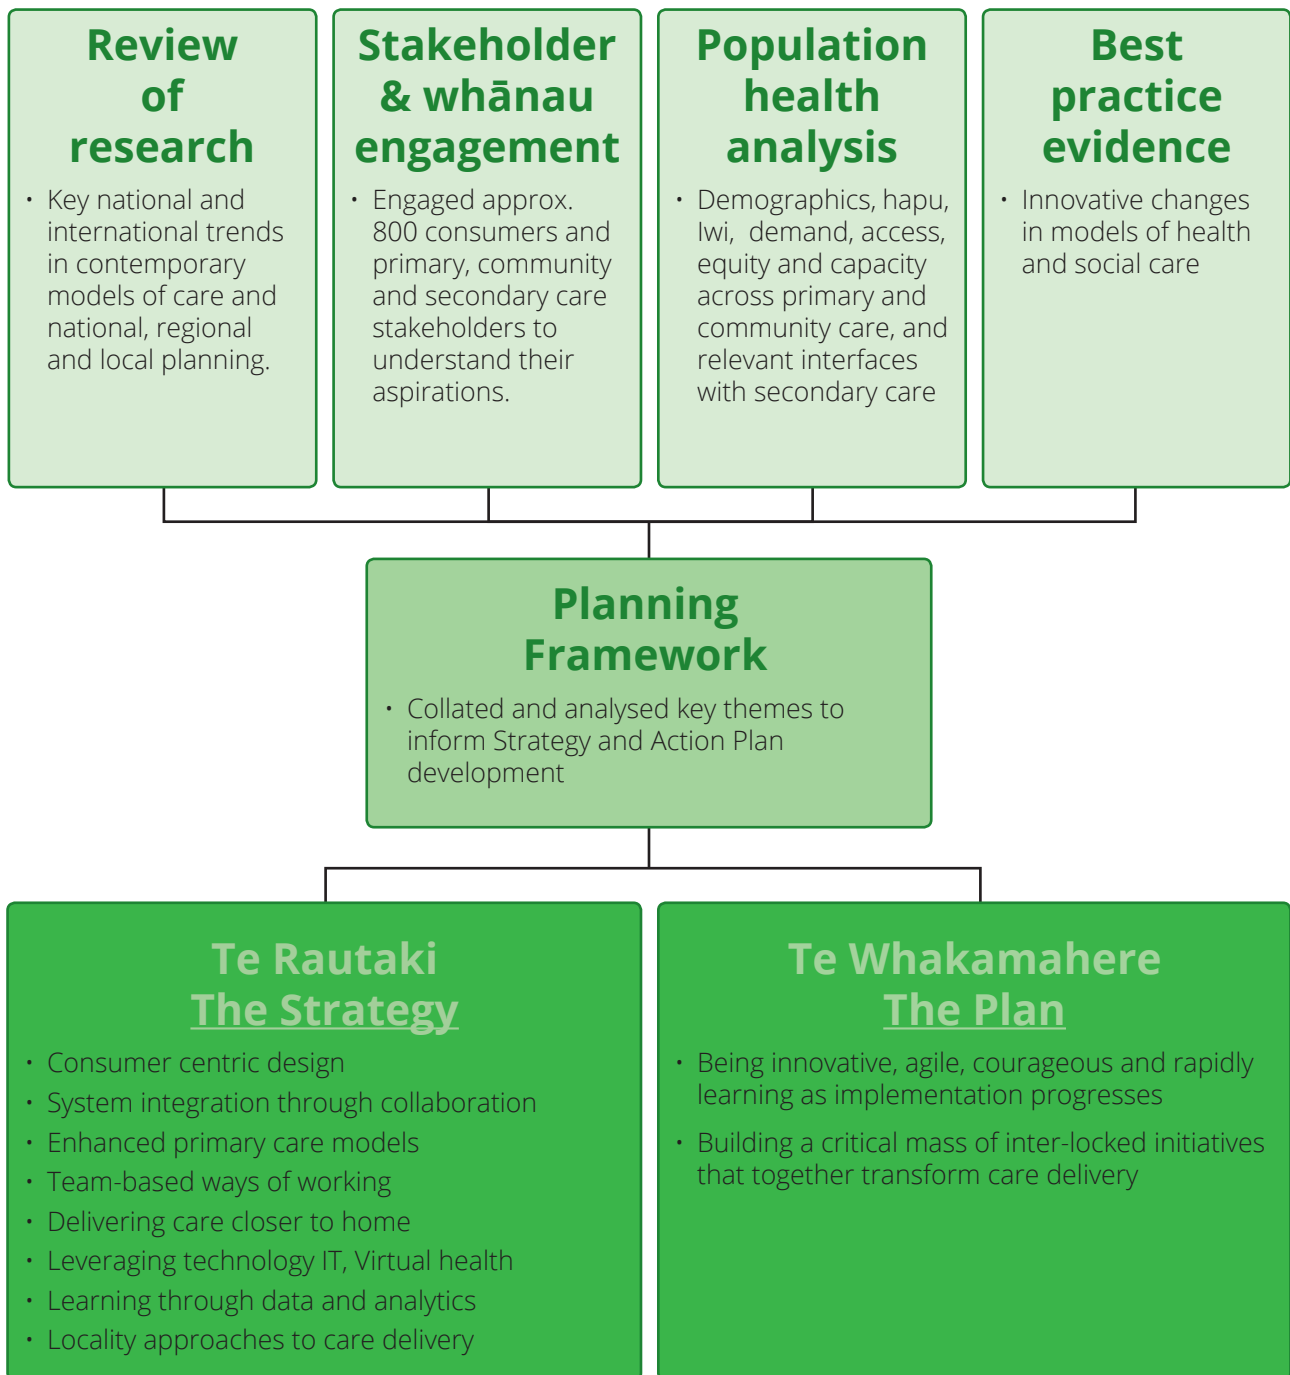 Review
of
research
• Key national and
international trends
in contemporary
models of care and
national, regional
and local planning.
Stakeholder
& whānau
engagement
• Engaged approx.
800 consumers and
primary, community
and secondary care
stakeholders to
understand their
aspirations.
Population
health
analysis
• Demographics, hapu,
Iwi, demand, access,
equity and capacity
across primary and
community care, and
relevant interfaces
with secondary care
Best
practice
evidence
• Innovative changes
in models of health
and social care
Planning
Framework
• Collated and analysed key themes to
inform Strategy and Action Plan
development
Te Rautaki
The Strategy
• Consumer centric design
• System integration through collaboration
• Enhanced primary care models
• Team-based ways of working
• Delivering care closer to home
• Leveraging technology IT, Virtual health
• Learning through data and analytics
• Locality approaches to care delivery
Te Whakamahere
The Plan
• Being innovative, agile, courageous and rapidly
learning as implementation progresses
• Building a critical mass of inter-locked initiatives
that together transform care delivery